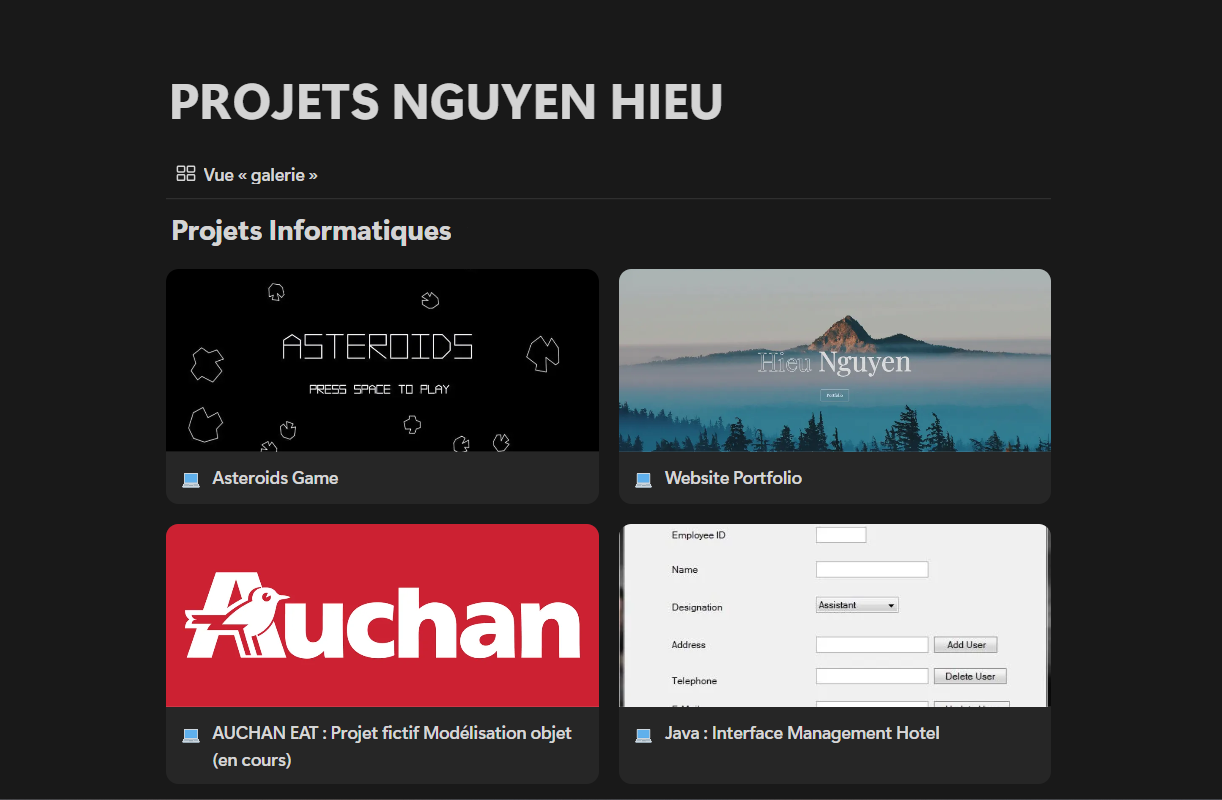 PROJETS NGUYEN HIEU
Vue « galerie »
Projets Informatiques
ASTEROIDS
PRESS SPACE TO PLAY
Hieu Nguyen
Portfolio
Asteroids Game
Website Portfolio
Auchan
Employee ID
Name
Designation
Assistant
Address
Add User
Telephone
Delete User
AUCHAN EAT : Projet fictif Modélisation objet
(en cours)
Java : Interface Management Hotel